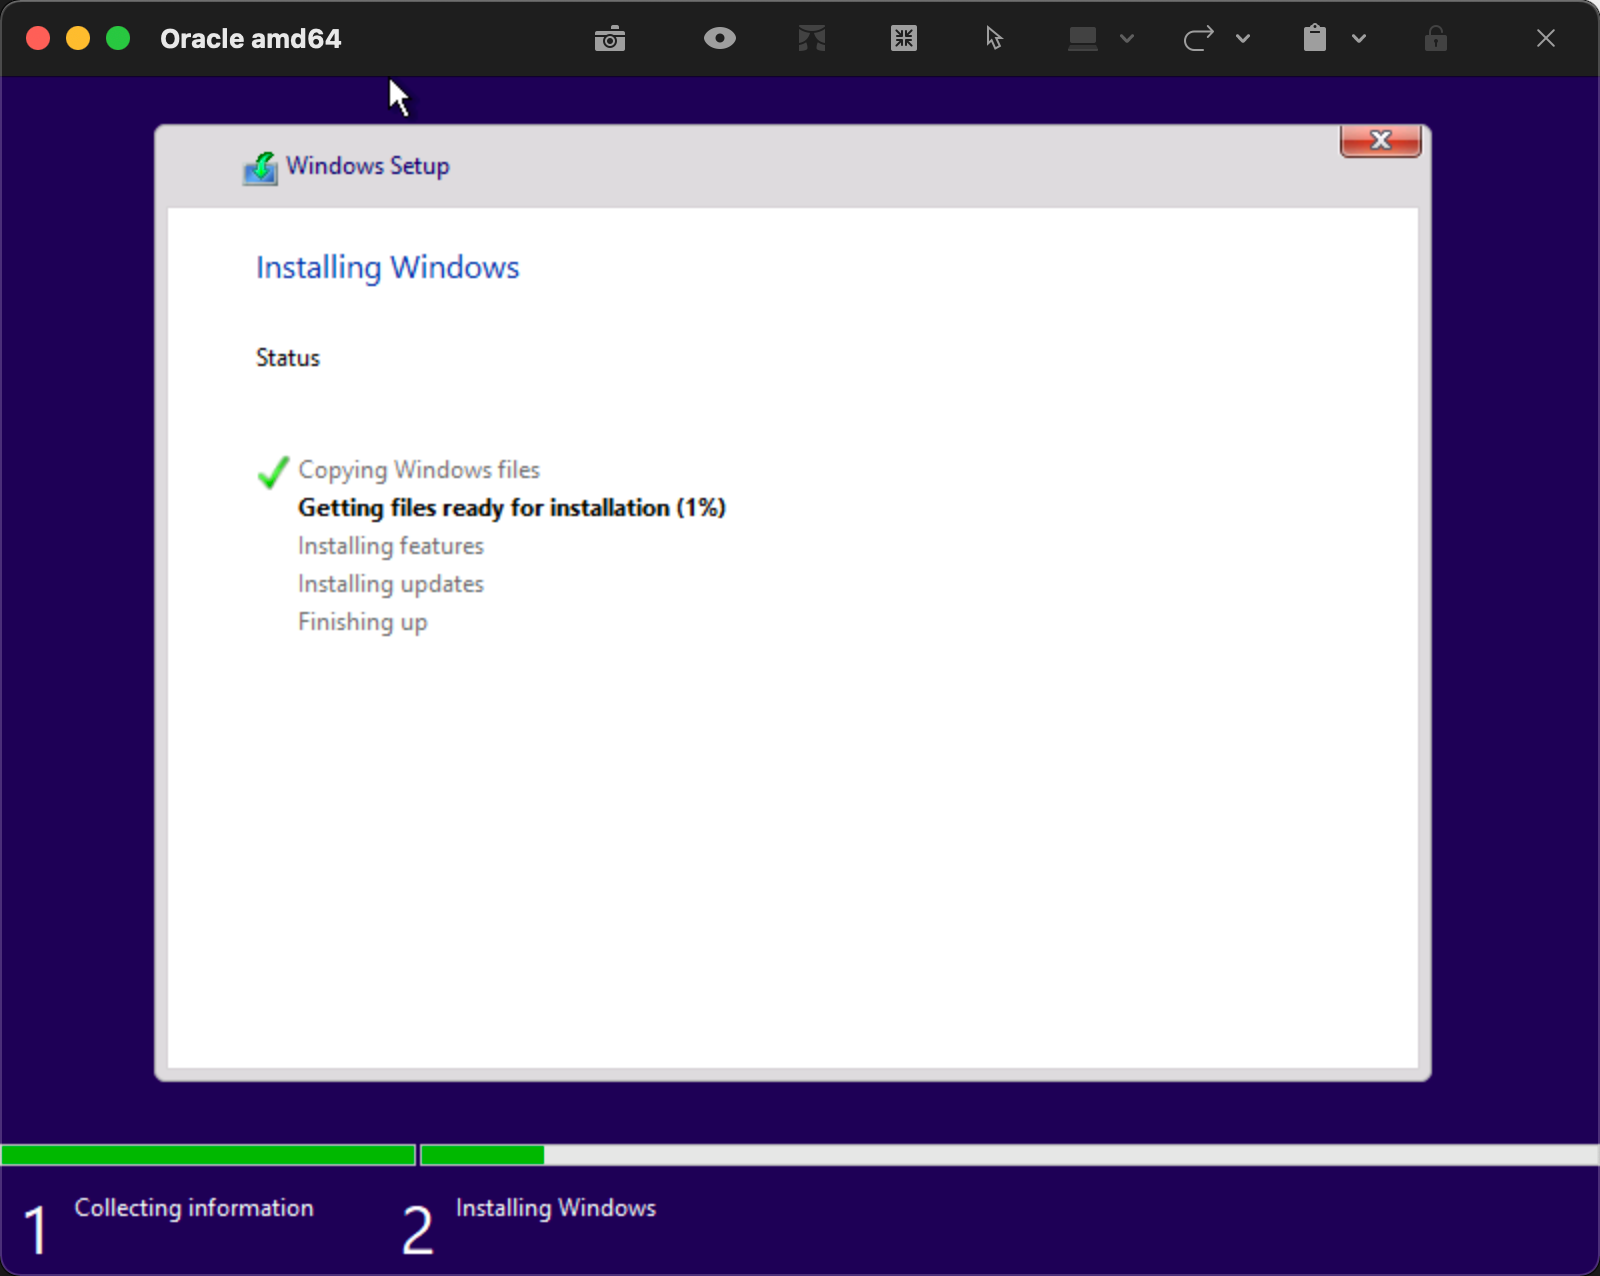 Oracle amd64
Windows Setup
Installing Windows
Status
Copying Windows files
Getting files ready for installation (1%)
Installing features
Installing updates
Finishing up
1 Collecting information 2 Installing Windows